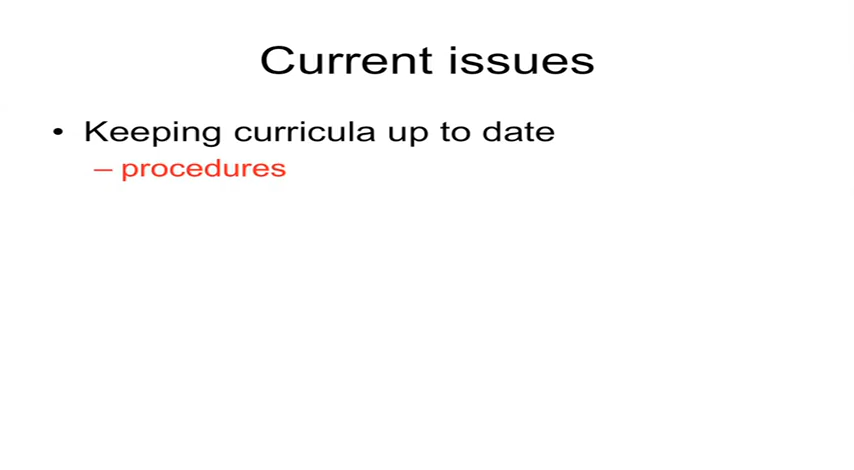 Current issues
• Keeping curricula up to date
– procedures